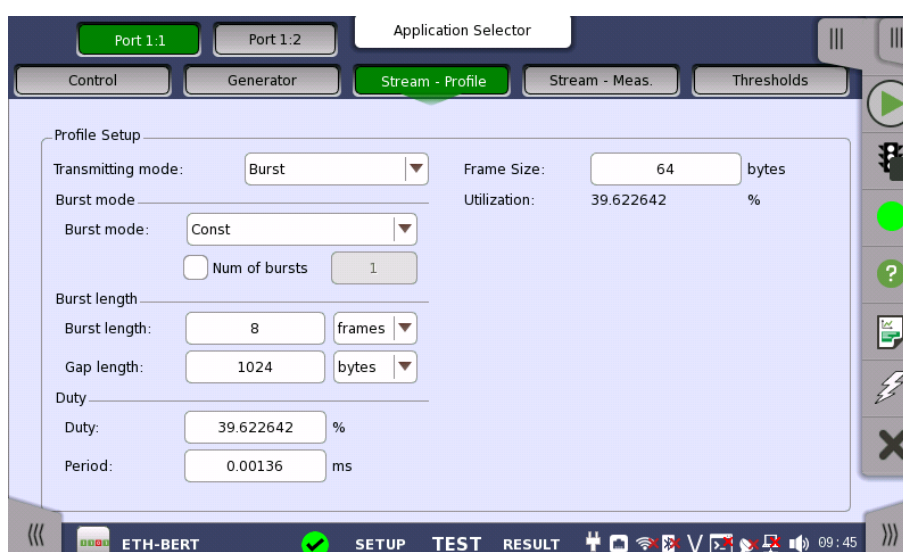 Port 1:1 Port 1:2 Application Selector
Control Generator Stream - Profile Stream - Meas. Thresholds
Profile Setup
Transmitting mode: Burst Frame Size: 64 bytes
Burst mode Utilization: 39.622642 %
Burst mode: Const
Num of bursts 1
Burst length
Burst length: 8 frames
Gap length: 1024 bytes
Duty
Duty: 39.622642 %
Period: 0.00136 ms
ETH-BERT SETUP TEST RESULT 09:45